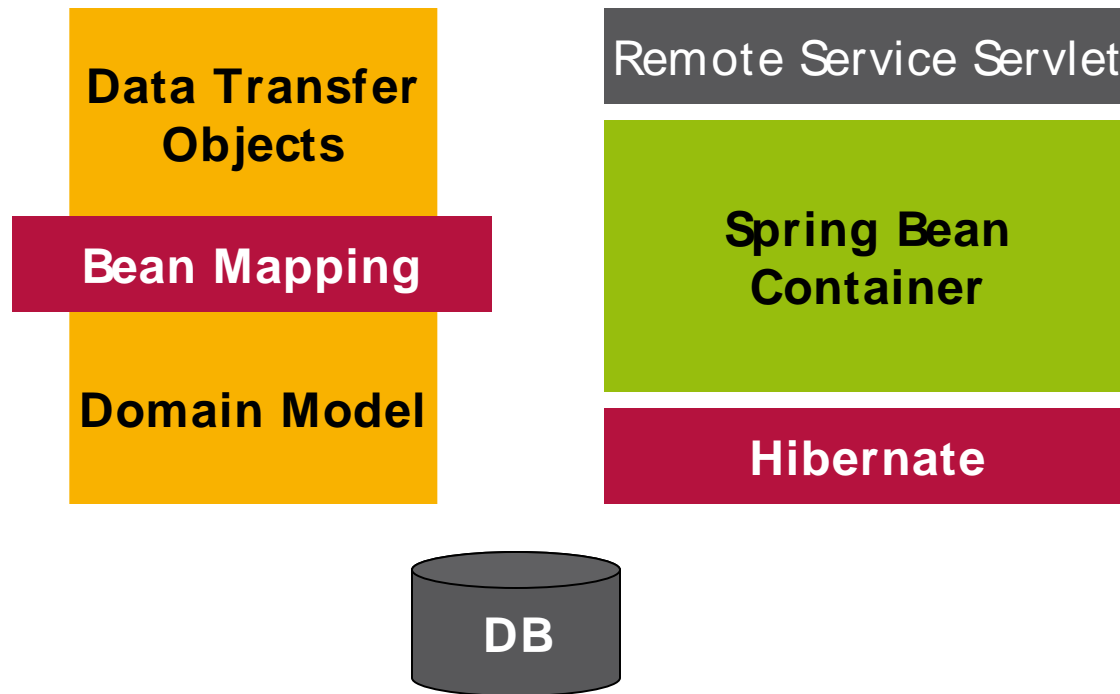 Data Transfer
Objects
Bean Mapping
Domain Model
Remote Service Servlet
Spring Bean
Container
Hibernate
DB